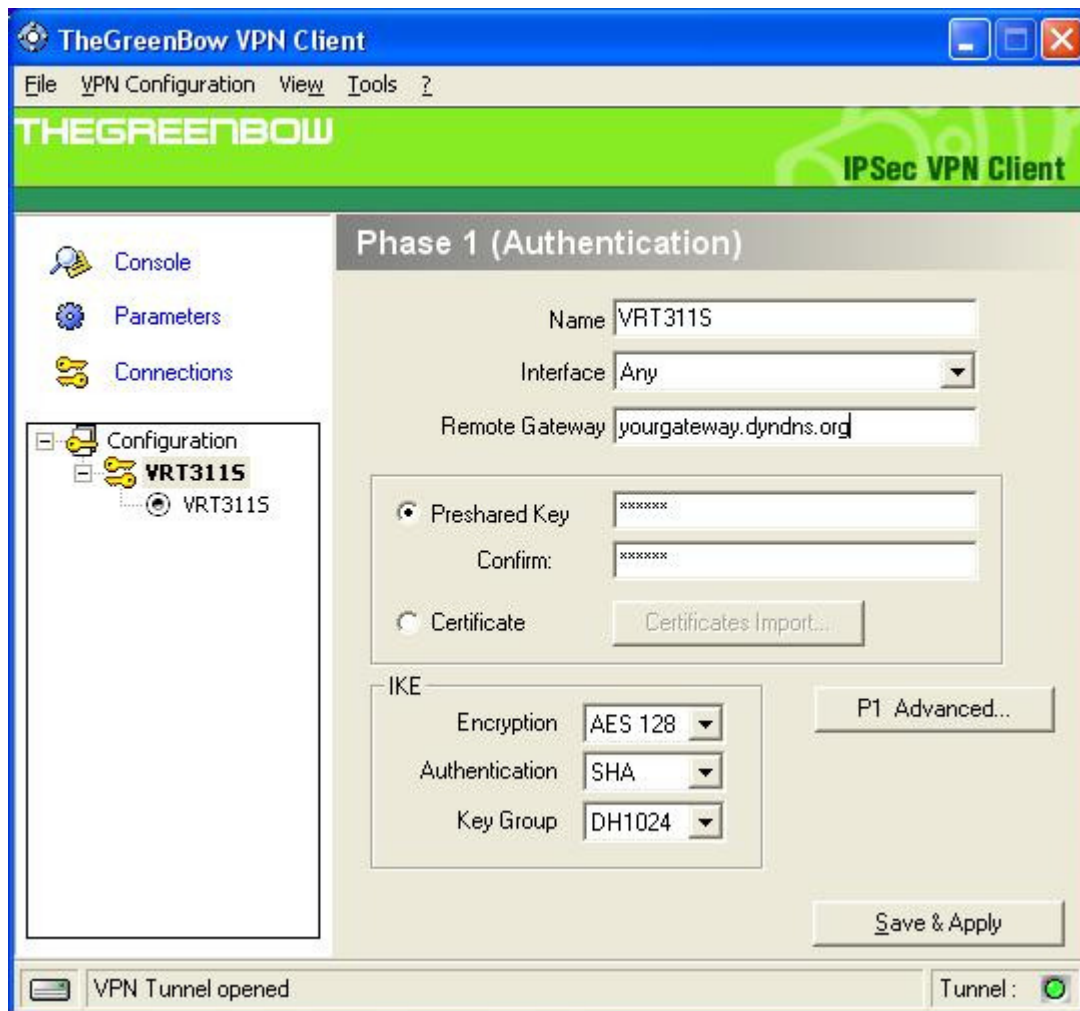 TheGreenBow VPN Client
File VPN Configuration View Tools ?
THEGREENBOW
IPSec VPN Client
Console
Parameters
Connections
Configuration
VRT311S
VRT311S
Phase 1 (Authentication)
Name VRT311S
Interface Any
Remote Gateway yourgateway.dyndns.org
Preshared Key ******
Confirm: ******
Certificate Certificates Import...
IKE
Encryption AES 128
Authentication SHA
Key Group DH1024
P1 Advanced...
Save & Apply
VPN Tunnel opened
Tunnel :